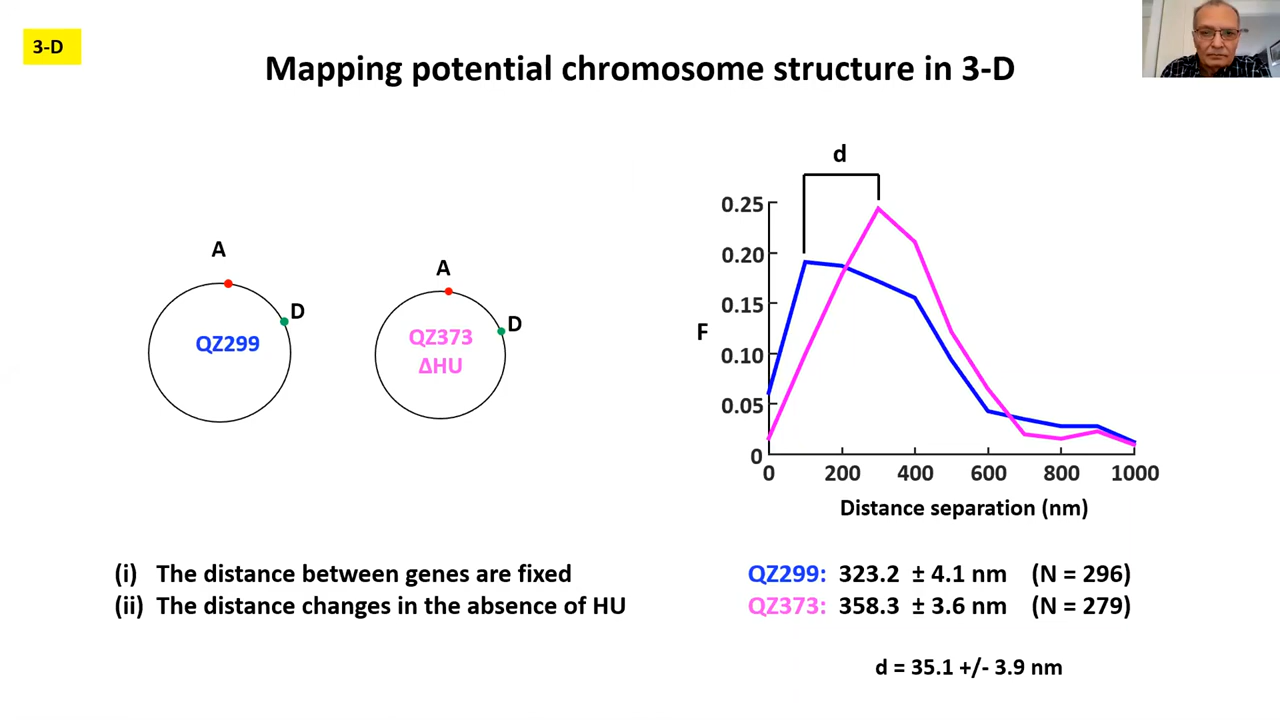 3-D
Mapping potential chromosome structure in 3-D
A
D
QZ299
A
D
QZ373
ΔHU
d
0.25
0.20
0.15
F
0.10
0.05
0
0 200 400 600 800 1000
Distance separation (nm)
(i) The distance between genes are fixed
(ii) The distance changes in the absence of HU
QZ299: 323.2 ± 4.1 nm (N = 296)
QZ373: 358.3 ± 3.6 nm (N = 279)
d = 35.1 +/- 3.9 nm